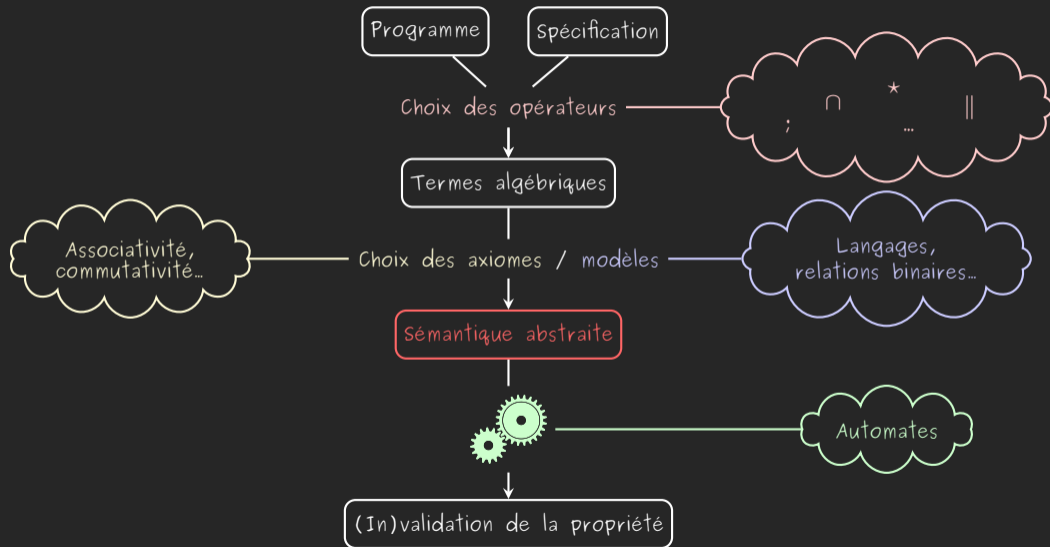 Programme
Spécification
Choix des opérateurs
; ∩ * … ||
Termes algébriques
Associativité,
commutativité…
Choix des axiomes / modèles
Langages,
relations binaires…
Sémantique abstraite
Automates
(In)validation de la propriété